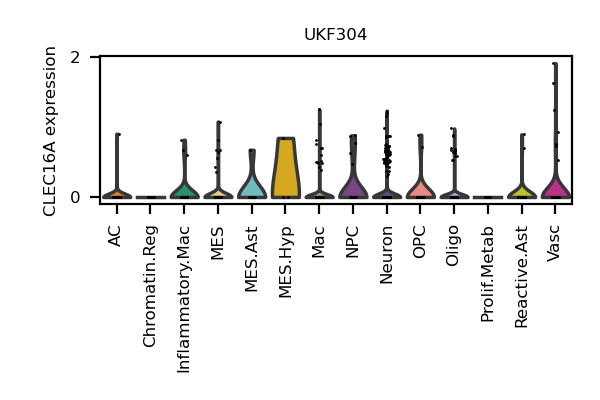 UKF304
CLEC16A expression
2
0
AC
Chromatin.Reg
Inflammatory.Mac
MES
MES.Ast
MES.Hyp
Mac
NPC
Neuron
OPC
Oligo
Prolif.Metab
Reactive.Ast
Vasc